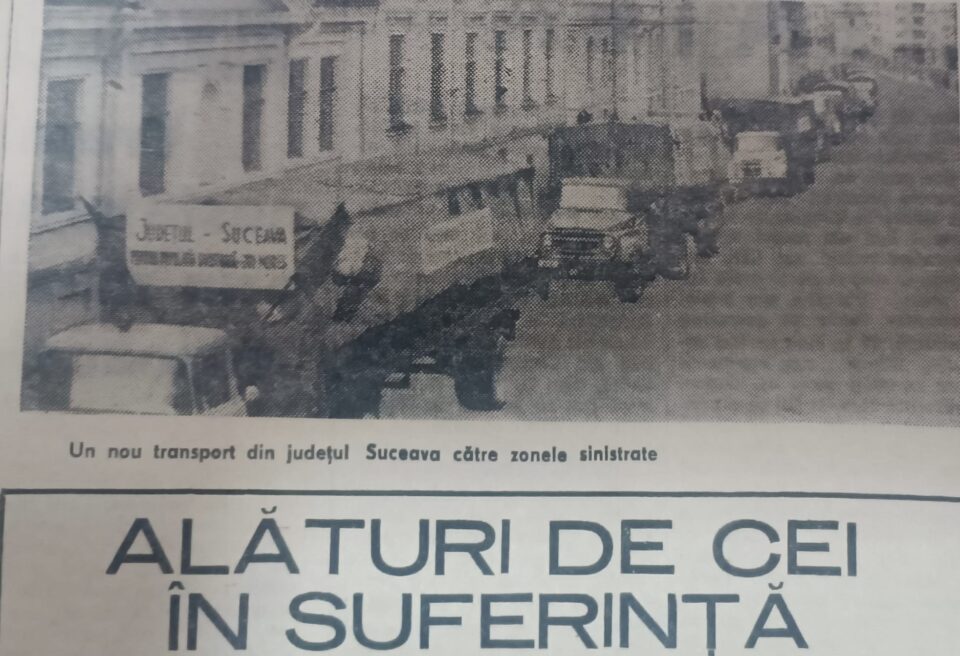 JUDEȚUL - SUCEAVA
Un nou transport din județul Suceava către zonele sinistrate
ALĂTURI DE CEI
ÎN SUFERINȚĂ